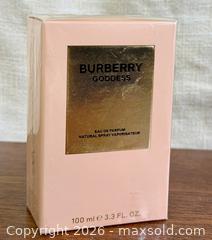 BURBERRY
GODDESS
EAU DE PARFUM
NATURAL SPRAY VAPORISATEUR
100 ml ℮ 3.3 FL. OZ.
Copyright © 2026 - maxsold.com